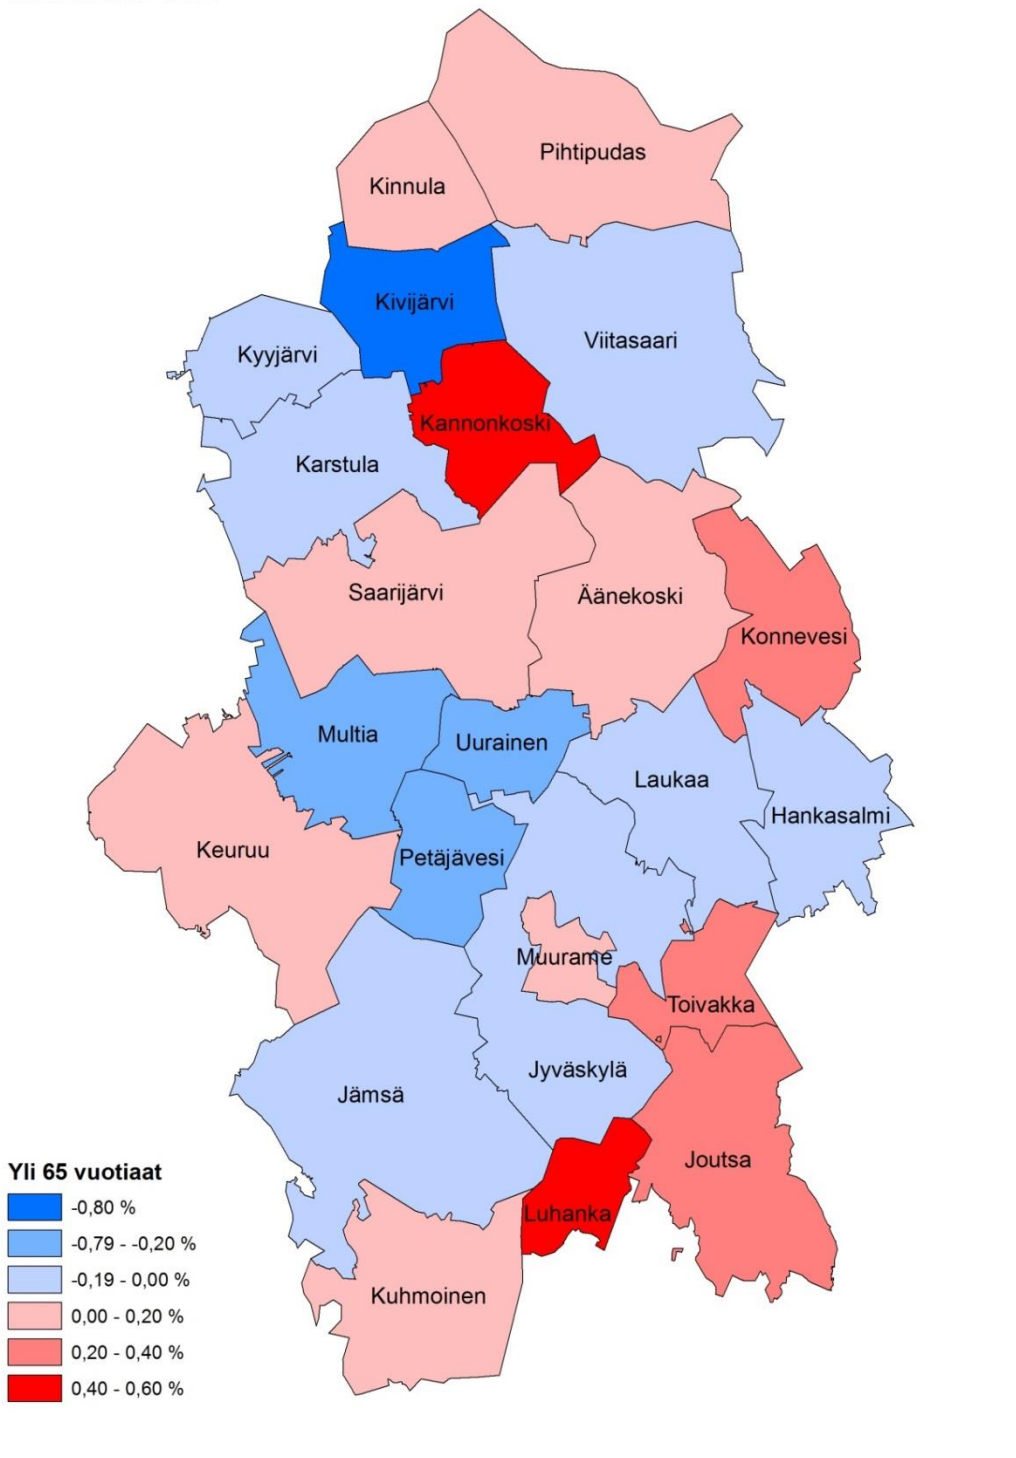 Pihtipudas
Kinnula
Kivijärvi
Viitasaari
Kyyjärvi
Kannonkoski
Karstula
Saarijärvi
Äänekoski
Konnevesi
Multia
Uurainen
Laukaa
Hankasalmi
Keuruu
Petäjävesi
Muurame
Toivakka
Jyväskylä
Jämsä
Joutsa
Luhanka
Kuhmoinen
Yli 65 vuotiaat
-0,80 %
-0,79 - -0,20 %
-0,19 - 0,00 %
0,00 - 0,20 %
0,20 - 0,40 %
0,40 - 0,60 %